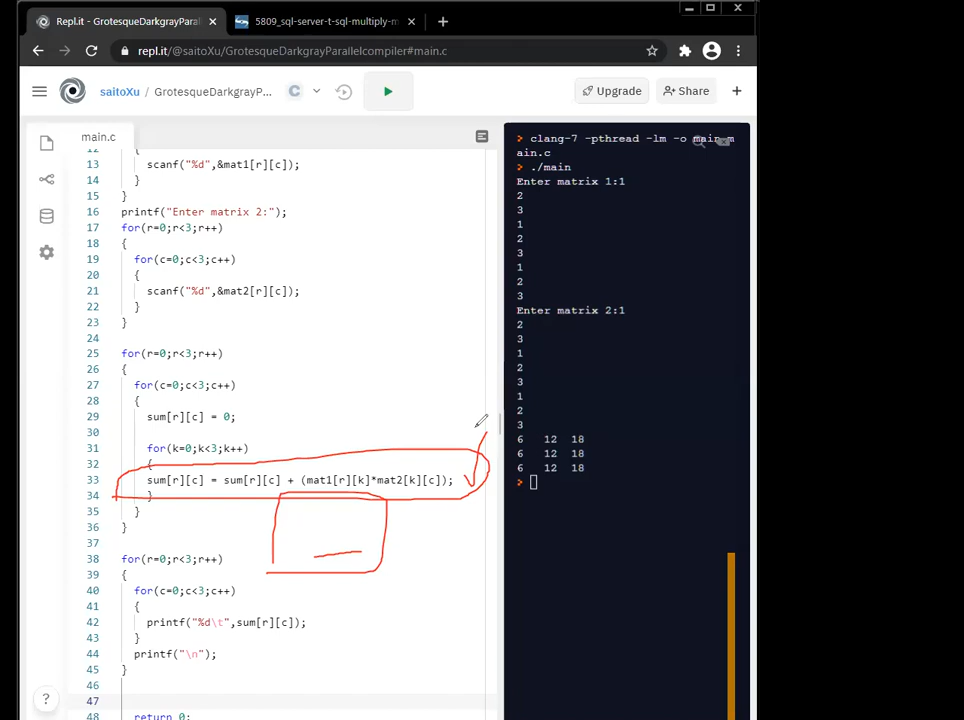 Repl.it - GrotesqueDarkgrayParal
5809_sql-server-t-sql-multiply-m
repl.it/@saitoXu/GrotesqueDarkgrayParallelcompiler#main.c
saitoXu / GrotesqueDarkgrayP...
C
Upgrade
Share
main.c
12 {
13 scanf("%d",&mat1[r][c]);
14 }
15 }
16 printf("Enter matrix 2:");
17 for(r=0;r<3;r++)
18 {
19 for(c=0;c<3;c++)
20 {
21 scanf("%d",&mat2[r][c]);
22 }
23 }
24
25 for(r=0;r<3;r++)
26 {
27 for(c=0;c<3;c++)
28 {
29 sum[r][c] = 0;
30
31 for(k=0;k<3;k++)
32 {
33 sum[r][c] = sum[r][c] + (mat1[r][k]*mat2[k][c]);
34 }
35 }
36 }
37
38 for(r=0;r<3;r++)
39 {
40 for(c=0;c<3;c++)
41 {
42 printf("%d\t",sum[r][c]);
43 }
44 printf("\n");
45 }
46
47
48 return 0;
?
> clang-7 -pthread -lm -o main m
ain.c
> ./main
Enter matrix 1:1
2
3
1
2
3
1
2
3
Enter matrix 2:1
2
3
1
2
3
1
2
3
6 12 18
6 12 18
6 12 18
>